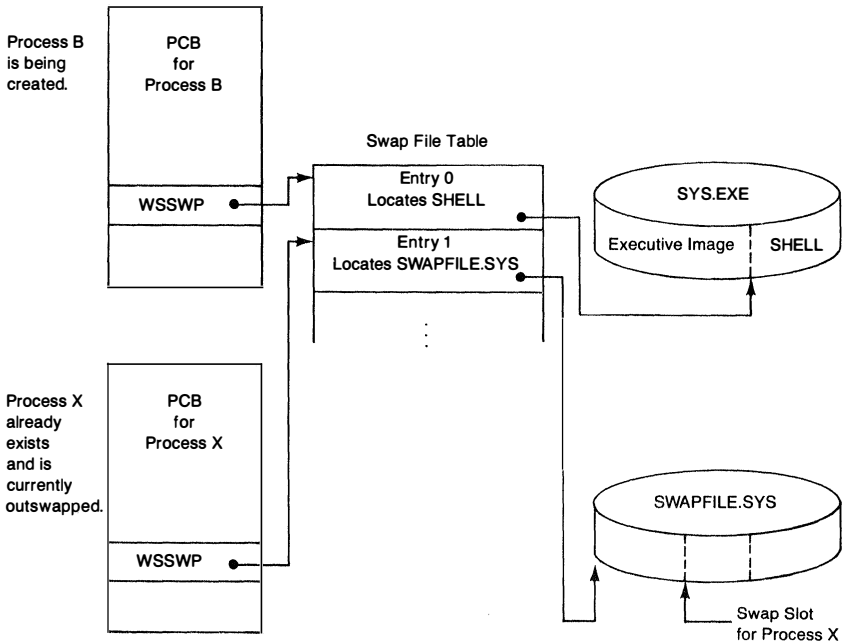 Process B
is being
created.
PCB
for
Process B
WSSWP
Swap File Table
Entry 0
Locates SHELL
Entry 1
Locates SWAPFILE.SYS
SYS.EXE
Executive Image
SHELL
Process X
already
exists
and is
currently
outswapped.
PCB
for
Process X
WSSWP
SWAPFILE.SYS
Swap Slot
for Process X